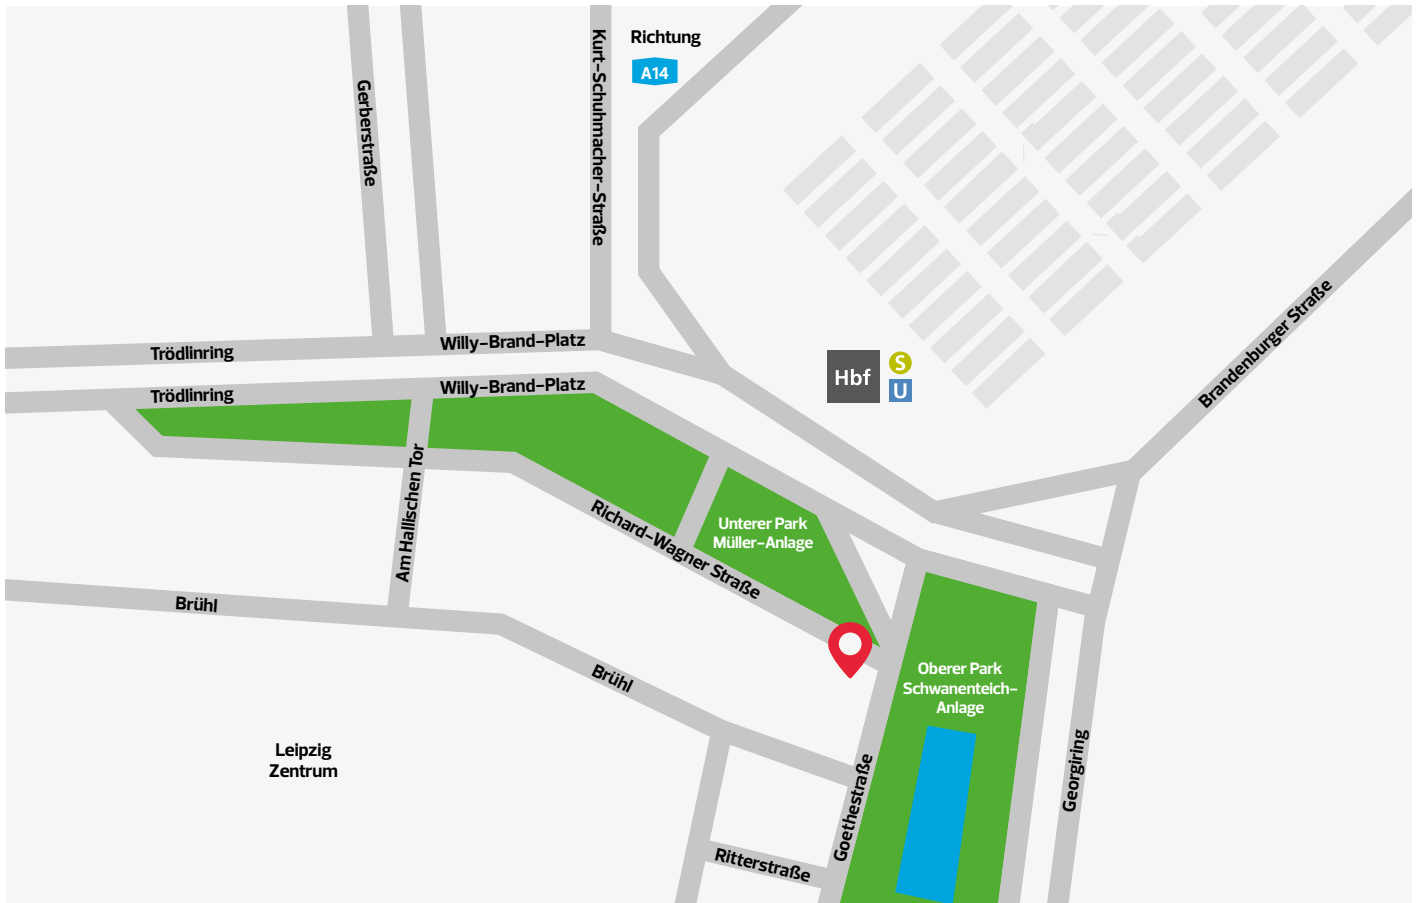 Richtung
A14
Kurt-Schuhmacher-Straße
Gerberstraße
Trödlinring
Willy-Brand-Platz
Trödlinring
Willy-Brand-Platz
Hbf
S
U
Brandenburger Straße
Am Hallischen Tor
Richard-Wagner Straße
Unterer Park
Müller-Anlage
Brühl
Brühl
Oberer Park
Schwanenteich-
Anlage
Leipzig
Zentrum
Goethestraße
Georgiring
Ritterstraße